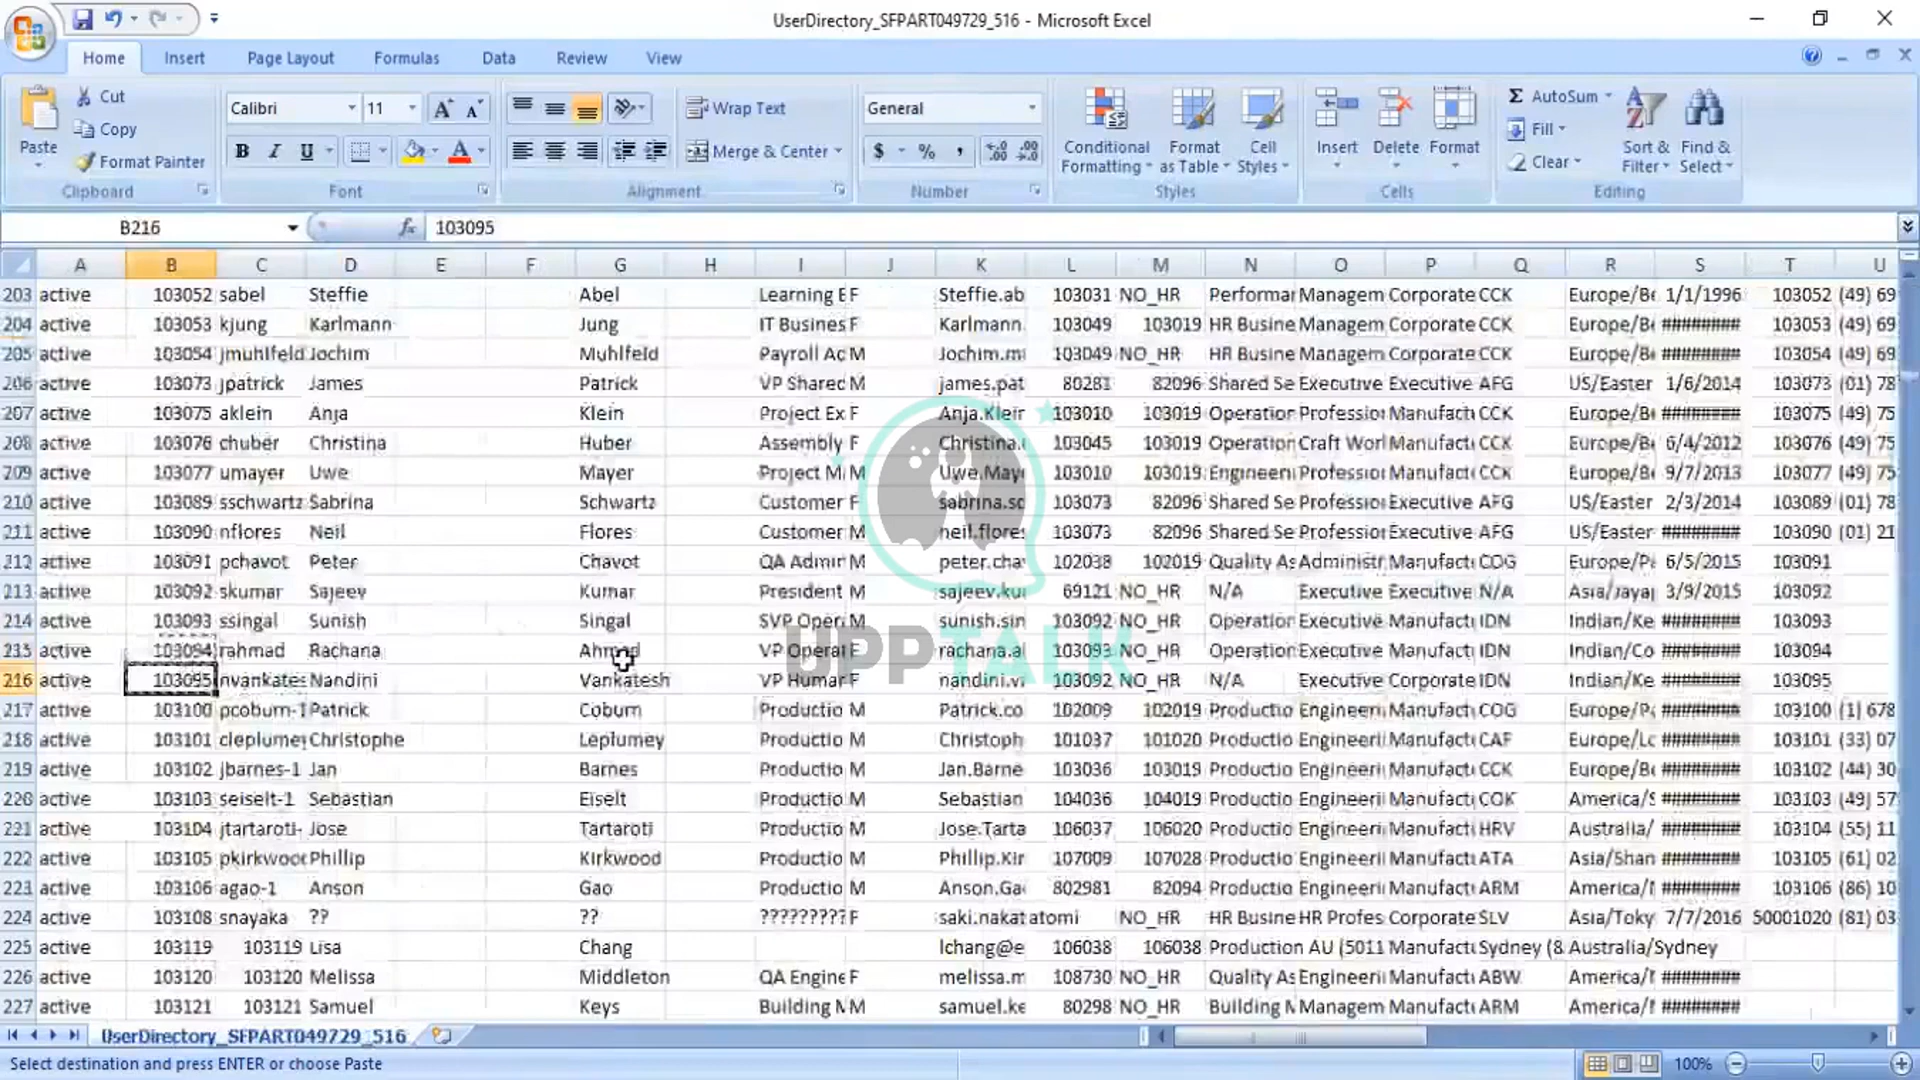 UserDirectory_SFPART049729_516 - Microsoft Excel
Home Insert Page Layout Formulas Data Review View
Paste Cut Copy Format Painter Clipboard
Calibri 11 Font
Wrap Text Merge & Center Alignment
General Number
Conditional Formatting Format as Table Cell Styles Styles
Insert Delete Format Cells
AutoSum Fill Clear Sort & Filter Find & Select Editing
B216 fx 103095
A B C D E F G H I J K L M N O P Q R S T U
203 active 103052 sabel Steffie Abel Learning E F Steffie.ab 103031 NO_HR Performar Managem Corporate CCK Europe/Be 1/1/1996 103052 (49) 69
204 active 103053 kjung Karlmann Jung IT Busines F Karlmann. 103049 103019 HR Busine Managem Corporate CCK Europe/Be ######## 103053 (49) 69
205 active 103054 jmuhlfeld Jochim Muhlfeld Payroll Ac M Jochim.m 103049 NO_HR HR Busine Managem Corporate CCK Europe/Be ######## 103054 (49) 69
206 active 103073 jpatrick James Patrick VP Shared M james.pat 80281 82096 Shared Se Executive Executive AFG US/Easter 1/6/2014 103073 (01) 78
207 active 103075 aklein Anja Klein Project Ex F Anja.Klein 103010 103019 Operation Professio Manufact CCK Europe/Be ######## 103075 (49) 75
208 active 103076 chuber Christina Huber Assembly F Christina. 103045 103019 Operation Craft Worl Manufact CCK Europe/Be 6/4/2012 103076 (49) 75
209 active 103077 umayer Uwe Mayer Project M M Uwe.May 103010 103019 Engineeri Professio Manufact CCK Europe/Be 9/7/2013 103077 (49) 75
210 active 103089 sschwartz Sabrina Schwartz Customer F sabrina.sc 103073 82096 Shared Se Professio Executive AFG US/Easter 2/3/2014 103089 (01) 78
211 active 103090 nflores Neil Flores Customer M neil.flores 103073 82096 Shared Se Professio Executive AFG US/Easter ######## 103090 (01) 21
212 active 103091 pchavot Peter Chavot QA Admir M peter.cha 102038 102019 Quality As Administr Manufact COG Europe/Pa 6/5/2015 103091
213 active 103092 skumar Sajeev Kumar President M sajeev.ku 69121 NO_HR N/A Executive Executive N/A Asia/Jayap 3/9/2015 103092
214 active 103093 ssingal Sunish Singal SVP Oper M sunish.sin 103092 NO_HR Operation Executive Manufact IDN Indian/Ke ######## 103093
215 active 103094 rahmad Rachana Ahmad VP Operat F rachana.a 103093 NO_HR Operation Executive Manufact IDN Indian/Co ######## 103094
216 active 103095 nvankates Nandini Vankatesh VP Humar F nandini.v 103092 NO_HR N/A Executive Corporate IDN Indian/Ke ######## 103095
217 active 103100 pcoburn-1 Patrick Coburn Productio M Patrick.co 102009 102019 Productio Engineeri Manufact COG Europe/Pa ######## 103100 (1) 678
218 active 103101 cleplumey Christophe Leplumey Productio M Christoph 101037 101020 Productio Engineeri Manufact CAF Europe/Lo ######## 103101 (33) 07
219 active 103102 jbarnes-1 Jan Barnes Productio M Jan.Barne 103036 103019 Productio Engineeri Manufact CCK Europe/Be ######## 103102 (44) 30
220 active 103103 seiselt-1 Sebastian Eiselt Productio M Sebastian 104036 104019 Productio Engineeri Manufact COK America/S ######## 103103 (49) 57
221 active 103104 jtartaroti- Jose Tartaroti Productio M Jose.Tarta 106037 106020 Productio Engineeri Manufact HRV Australia/ ######## 103104 (55) 11
222 active 103105 pkirkwood Phillip Kirkwood Productio M Phillip.Kir 107009 107028 Productio Engineeri Manufact ATA Asia/Shan ######## 103105 (61) 02
223 active 103106 agao-1 Anson Gao Productio M Anson.Ga 802981 82094 Productio Engineeri Manufact ARM America/N ######## 103106 (86) 10
224 active 103108 snayaka ?? ?? ????????? F saki.nakat atomi NO_HR HR Busine HR Profes Corporate SLV Asia/Toky 7/7/2016 50001020 (81) 03
225 active 103119 103119 Lisa Chang lchang@e 106038 106038 Production AU (5011 Manufact Sydney (8 Australia/Sydney
226 active 103120 103120 Melissa Middleton QA Engine F melissa.m 108730 NO_HR Quality As Engineeri Manufact ABW America/ ########
227 active 103121 103121 Samuel Keys Building M M samuel.ke 80298 NO_HR Building M Managem Manufact ARM America/ ########
UPPTALK
UserDirectory_SFPART049729_516
Select destination and press ENTER or choose Paste 100%